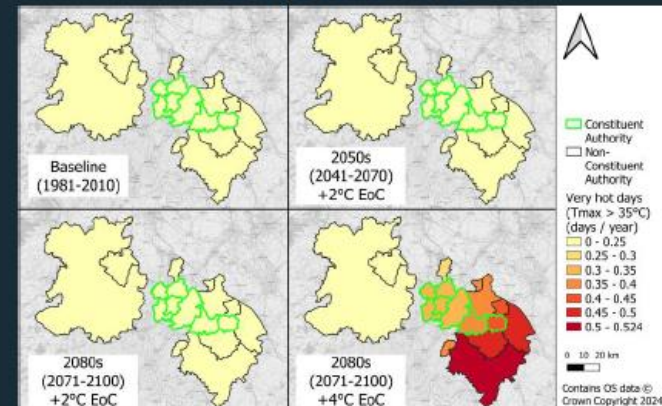 Baseline
(1981-2010)
2050s
(2041-2070)
+2°C EoC
2080s
(2071-2100)
+2°C EoC
2080s
(2071-2100)
+4°C EoC
Constituent
Authority
Non-
Constituent
Authority
Very hot days
(Tmax > 35°C)
(days / year)
0 - 0.25
0.25 - 0.3
0.3 - 0.35
0.35 - 0.4
0.4 - 0.45
0.45 - 0.5
0.5 - 0.524
0 10 20 km
Contains OS data ©
Crown Copyright 2024